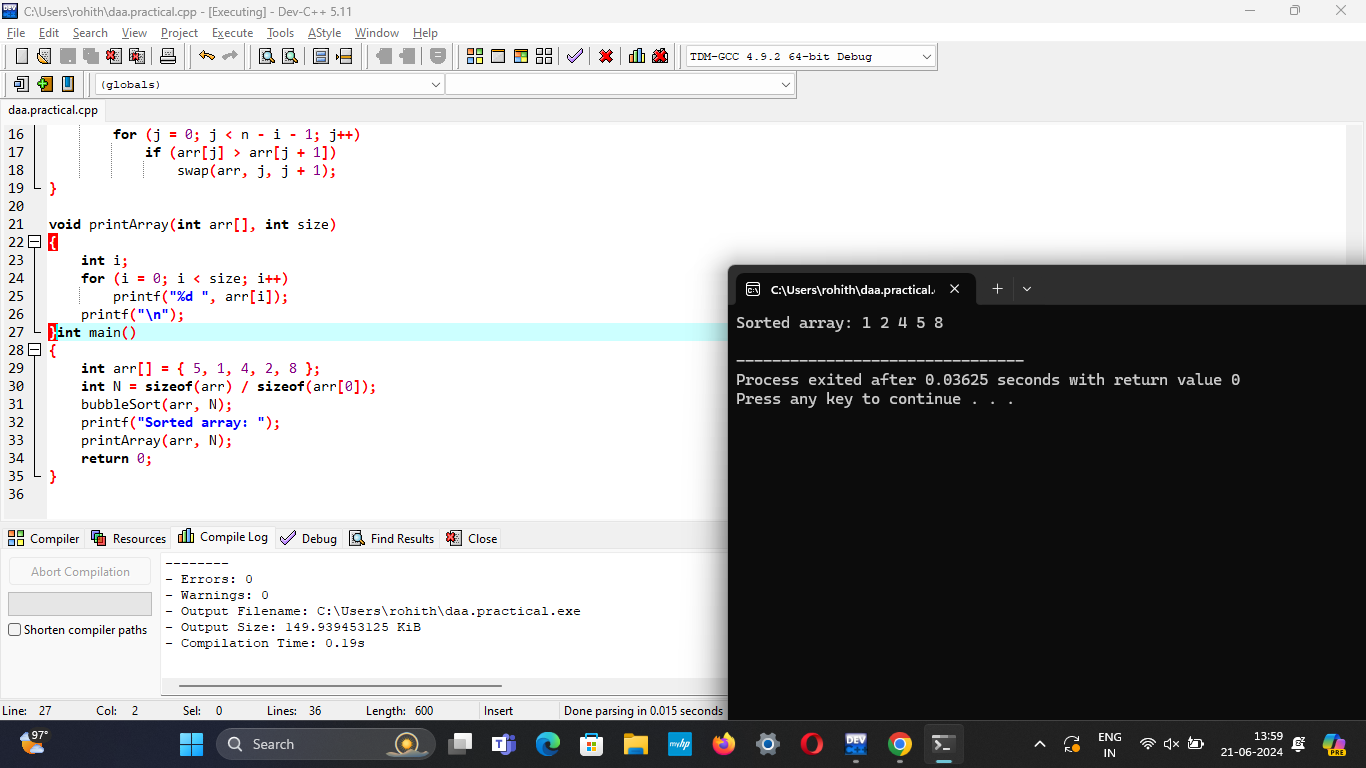 C:\Users\rohith\daa.practical.cpp - [Executing] - Dev-C++ 5.11
File Edit Search View Project Execute Tools AStyle Window Help
TDM-GCC 4.9.2 64-bit Debug
(globals)
daa.practical.cpp
16 for (j = 0; j < n - i - 1; j++)
17 if (arr[j] > arr[j + 1])
18 swap(arr, j, j + 1);
19 }
20
21 void printArray(int arr[], int size)
22 {
23 int i;
24 for (i = 0; i < size; i++)
25 printf("%d ", arr[i]);
26 printf("\n");
27 }int main()
28 {
29 int arr[] = { 5, 1, 4, 2, 8 };
30 int N = sizeof(arr) / sizeof(arr[0]);
31 bubbleSort(arr, N);
32 printf("Sorted array: ");
33 printArray(arr, N);
34 return 0;
35 }
36
C:\Users\rohith\daa.practical.
Sorted array: 1 2 4 5 8
--------------------------------
Process exited after 0.03625 seconds with return value 0
Press any key to continue . . .
Compiler Resources Compile Log Debug Find Results Close
Abort Compilation
Shorten compiler paths
--------
- Errors: 0
- Warnings: 0
- Output Filename: C:\Users\rohith\daa.practical.exe
- Output Size: 149.939453125 KiB
- Compilation Time: 0.19s
Line: 27 Col: 2 Sel: 0 Lines: 36 Length: 600 Insert Done parsing in 0.015 seconds
97°
Search
myhp
DEV
ENG
IN
13:59
21-06-2024
PRE